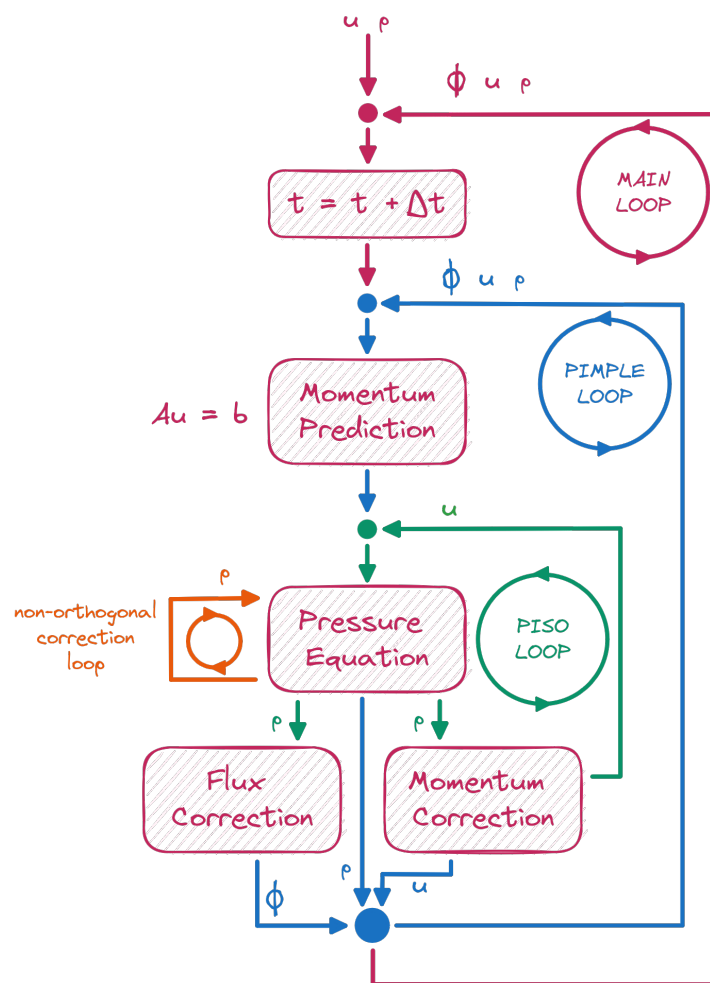 u p
ϕ u p
MAIN
LOOP
t = t + Δt
ϕ u p
PIMPLE
LOOP
Au = b
Momentum
Prediction
u
p
non-orthogonal
correction
loop
Pressure
Equation
PISO
LOOP
p
p
Flux
Correction
Momentum
Correction
p
u
ϕ